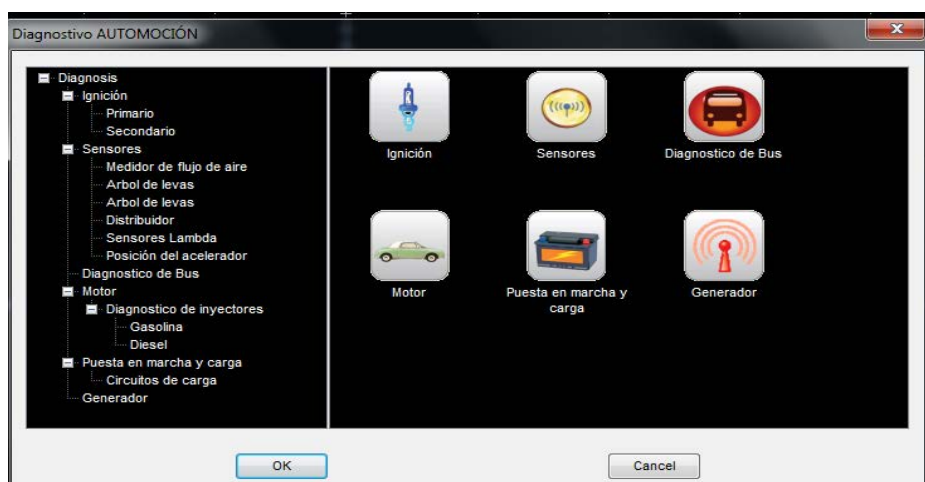 Diagnostivo AUTOMOCIÓN
Diagnosis
Ignición
Primario
Secondario
Sensores
Medidor de flujo de aire
Arbol de levas
Arbol de levas
Distribuidor
Sensores Lambda
Posición del acelerador
Diagnostico de Bus
Motor
Diagnostico de inyectores
Gasolina
Diesel
Puesta en marcha y carga
Circuitos de carga
Generador
Ignición
Sensores
Diagnostico de Bus
Motor
Puesta en marcha y
carga
Generador
OK
Cancel